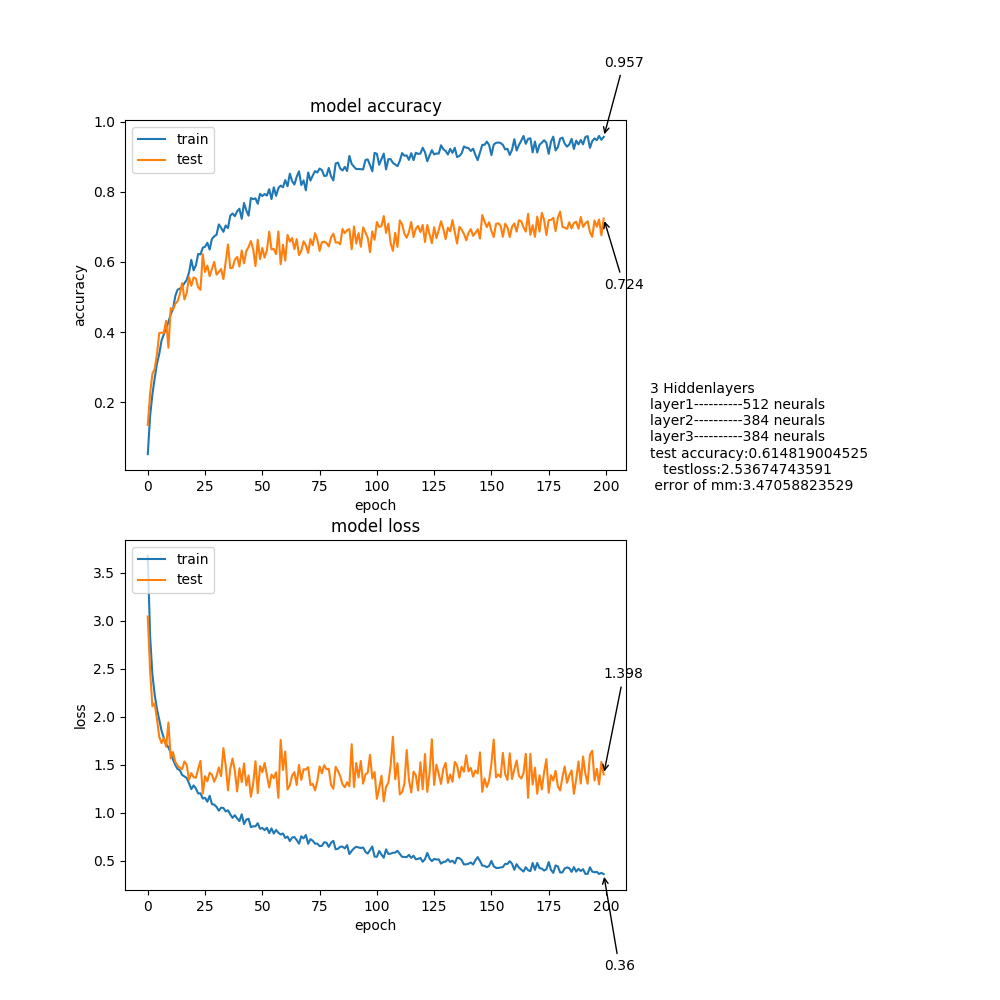 0.957
model accuracy
train
test
1.0
0.8
0.6
0.4
0.2
accuracy
0.724
0 25 50 75 100 125 150 175 200
epoch
3 Hiddenlayers
layer1----------512 neurals
layer2----------384 neurals
layer3----------384 neurals
test accuracy:0.614819004525
testloss:2.53674743591
error of mm:3.47058823529
model loss
train
test
3.5
3.0
2.5
2.0
1.5
1.0
0.5
loss
1.398
0 25 50 75 100 125 150 175 200
epoch
0.36